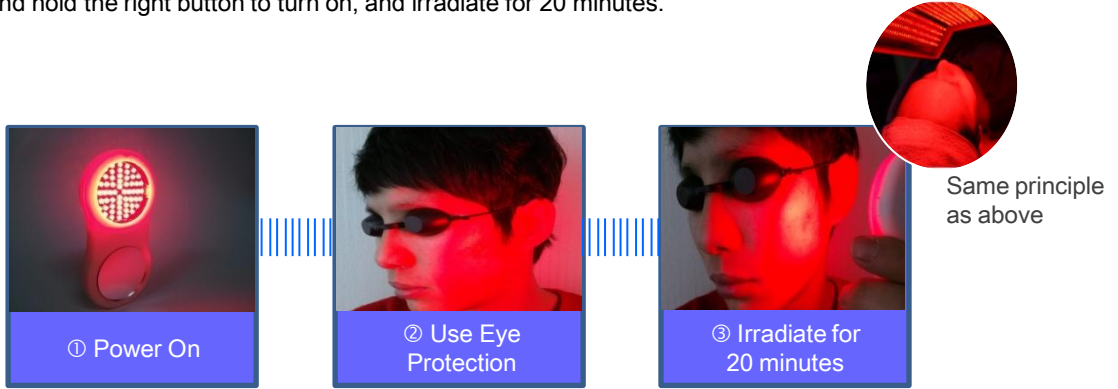 and hold the right button to turn on, and irradiate for 20 minutes.
Same principle
as above
① Power On
② Use Eye
Protection
③ Irradiate for
20 minutes